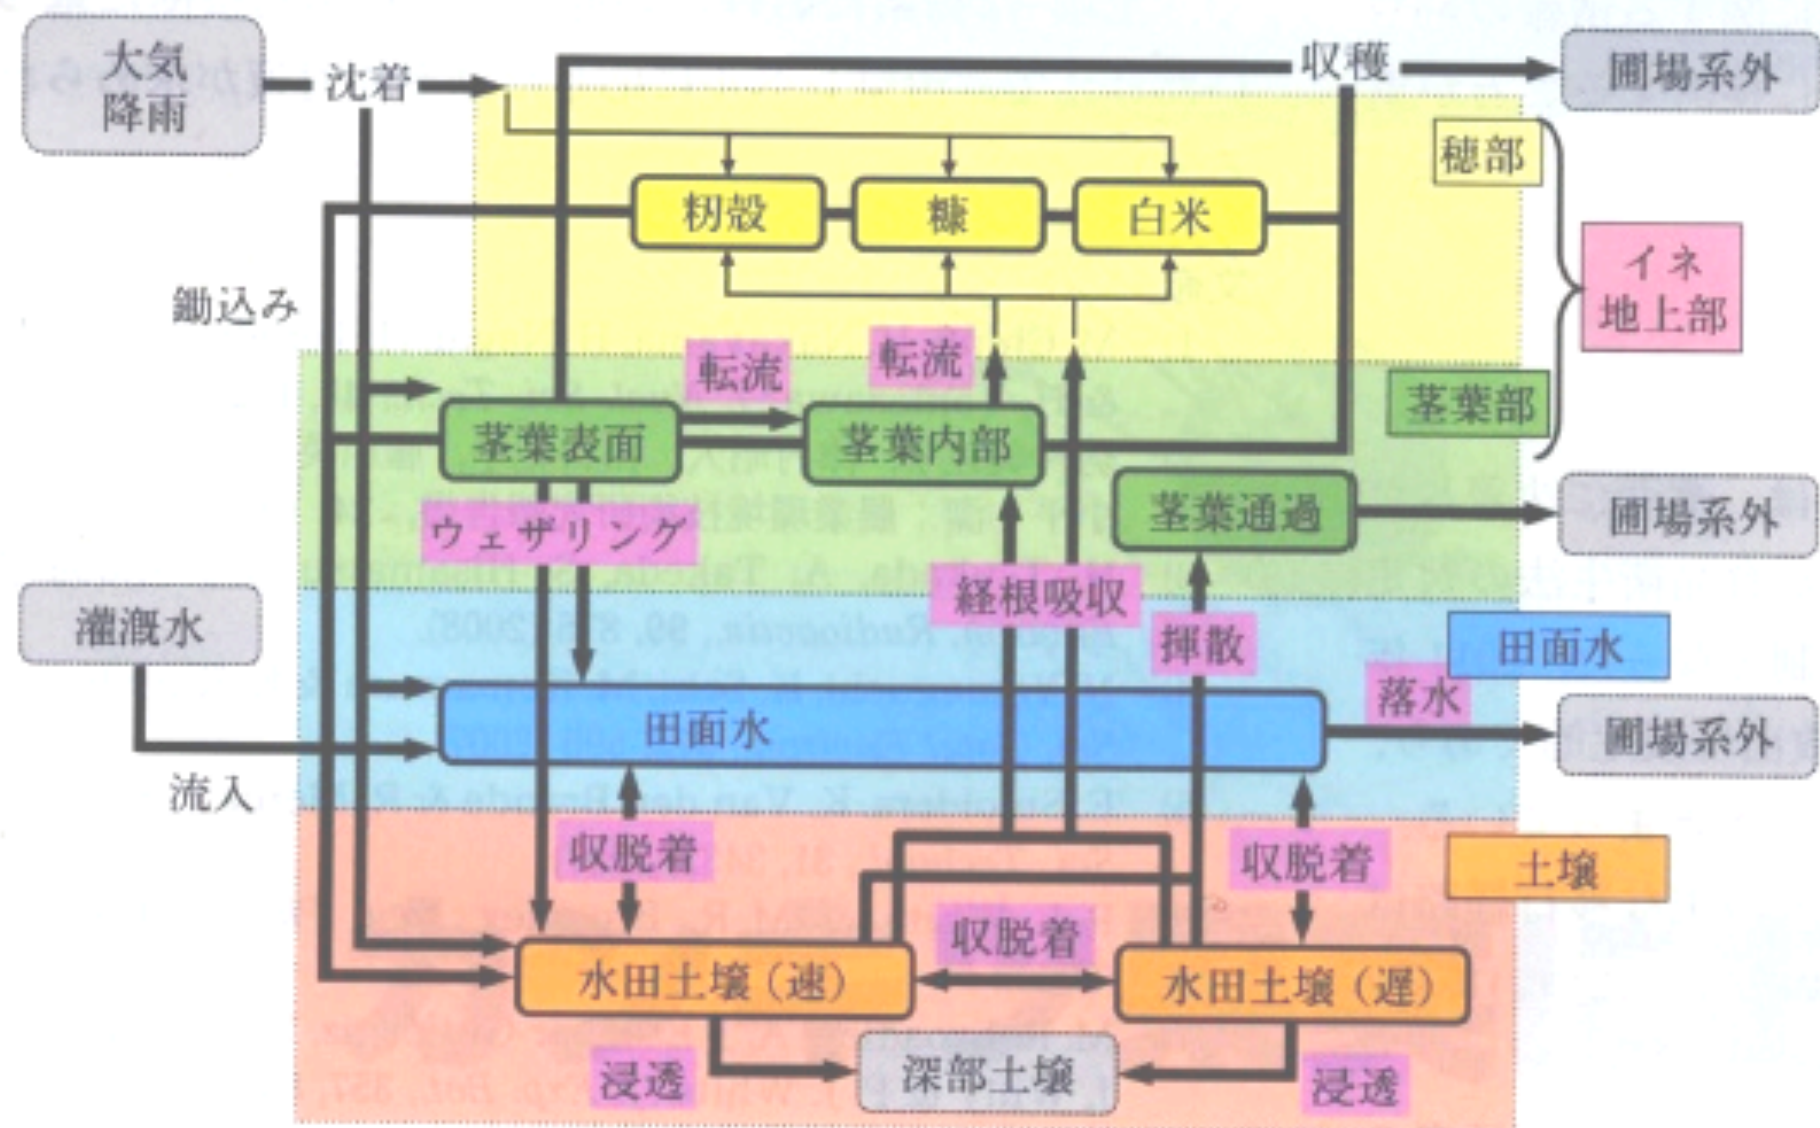 大気
降雨
沈着
収穫
圃場系外
穂部
籾殻
糠
白米
イネ
地上部
鋤込み
転流
転流
茎葉部
茎葉表面
茎葉内部
茎葉通過
圃場系外
ウェザリング
経根吸収
灌漑水
揮散
田面水
落水
田面水
圃場系外
流入
収脱着
収脱着
土壌
収脱着
水田土壌（速）
水田土壌（遅）
浸透
深部土壌
浸透